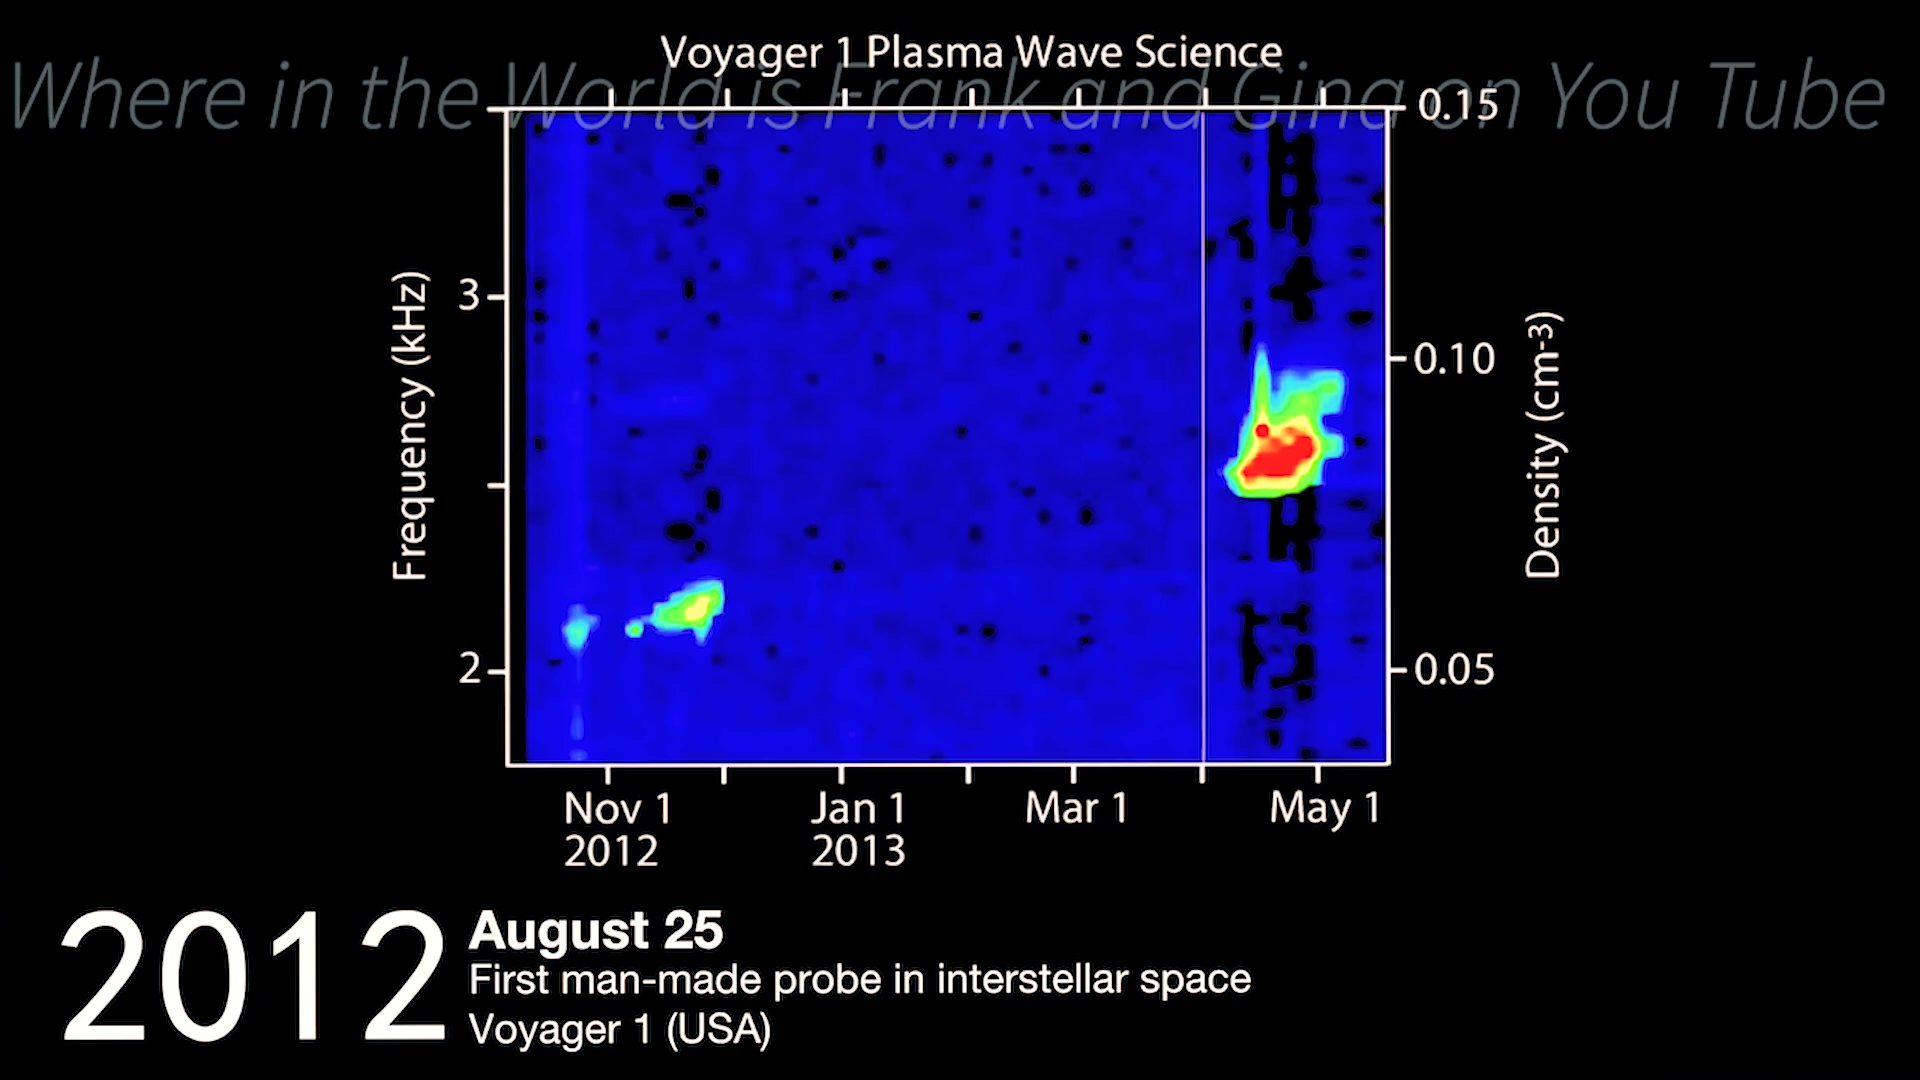 Voyager 1 Plasma Wave Science
Where in the World is Frank and Gina on You Tube
0.15
3
0.10
Frequency (kHz)
Density (cm-3)
2
0.05
Nov 1
2012
Jan 1
2013
Mar 1
May 1
2012
August 25
First man-made probe in interstellar space
Voyager 1 (USA)